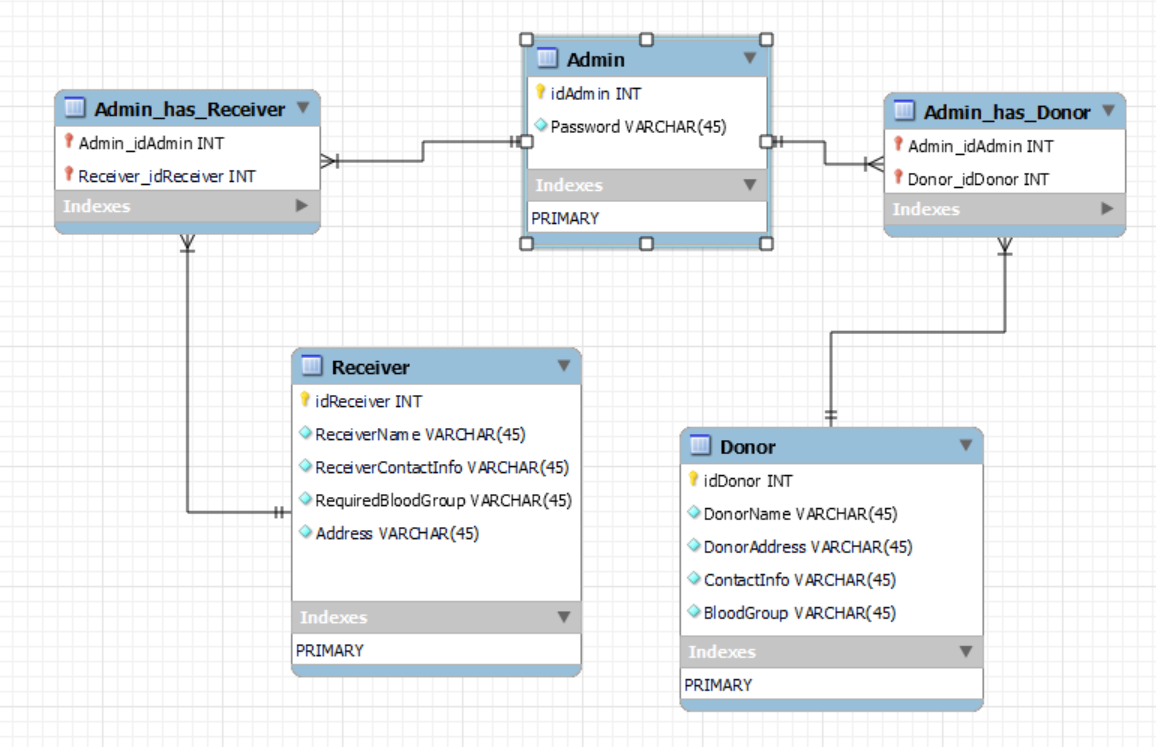 Admin
idAdmin INT
Password VARCHAR(45)
Indexes
PRIMARY
Admin_has_Receiver
Admin_idAdmin INT
Receiver_idReceiver INT
Indexes
Admin_has_Donor
Admin_idAdmin INT
Donor_idDonor INT
Indexes
Receiver
idReceiver INT
ReceiverName VARCHAR(45)
ReceiverContactInfo VARCHAR(45)
RequiredBloodGroup VARCHAR(45)
Address VARCHAR(45)
Indexes
PRIMARY
Donor
idDonor INT
DonorName VARCHAR(45)
DonorAddress VARCHAR(45)
ContactInfo VARCHAR(45)
BloodGroup VARCHAR(45)
Indexes
PRIMARY